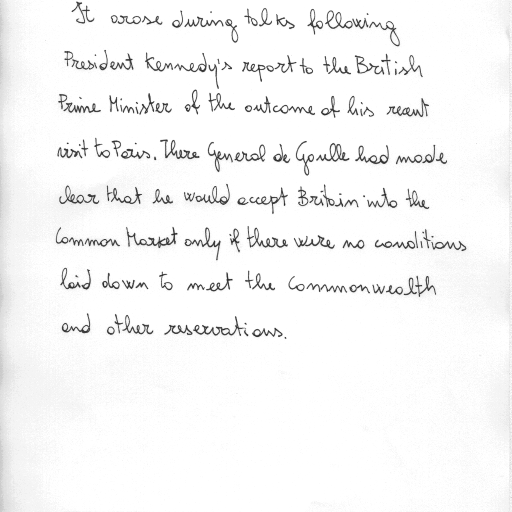 It arose during talks following
President Kennedy's report to the British
Prime Minister of the outcome of his recent
visit to Paris. There General de Gaulle had made
clear that he would accept Britain into the
Common Market only if there were no conditions
laid down to meet the Commonwealth
and other reservations.